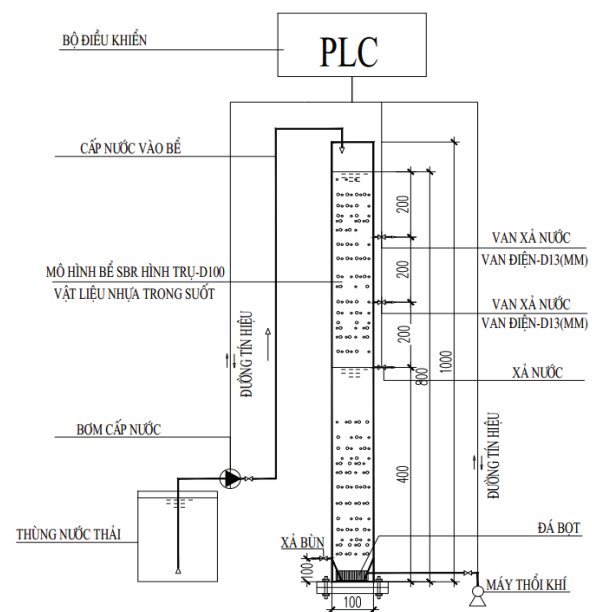 BỘ ĐIỀU KHIỂN
PLC
CẤP NƯỚC VÀO BỂ
200
VAN XẢ NƯỚC
VAN ĐIỆN-D13(MM)
MÔ HÌNH BỂ SBR HÌNH TRỤ-D100
VẬT LIỆU NHỰA TRONG SUỐT
200
VAN XẢ NƯỚC
VAN ĐIỆN-D13(MM)
200
800
1000
ĐƯỜNG TÍN HIỆU
XẢ NƯỚC
BƠM CẤP NƯỚC
400
ĐƯỜNG TÍN HIỆU
THÙNG NƯỚC THẢI
XẢ BÙN
ĐÁ BỌT
100
100
MÁY THỔI KHÍ